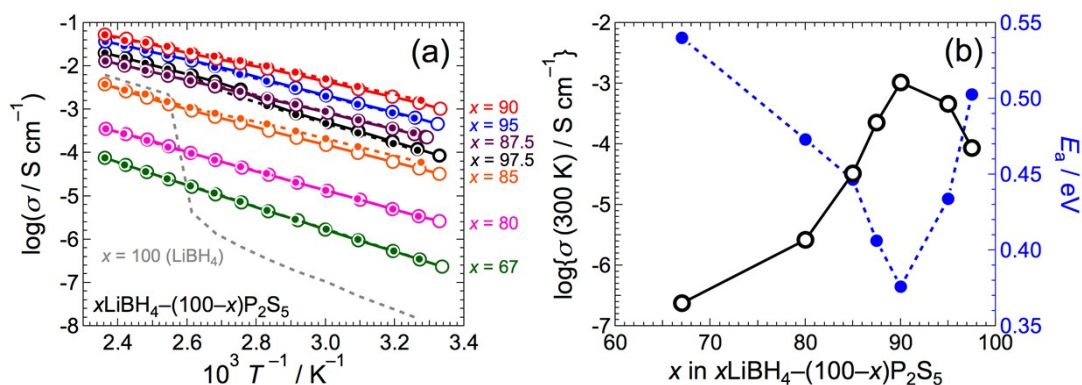 (a)
log(σ / S cm⁻¹)
-1
-2
-3
-4
-5
-6
-7
-8
x = 90
x = 95
x = 87.5
x = 97.5
x = 85
x = 80
x = 67
x = 100 (LiBH₄)
xLiBH₄–(100–x)P₂S₅
2.4 2.6 2.8 3.0 3.2 3.4
10³ T⁻¹ / K⁻¹
(b)
log{σ (300 K) / S cm⁻¹}
-2
-3
-4
-5
-6
-7
0.55
0.50
0.45
0.40
0.35
Eₐ / eV
60 70 80 90 100
x in xLiBH₄–(100–x)P₂S₅